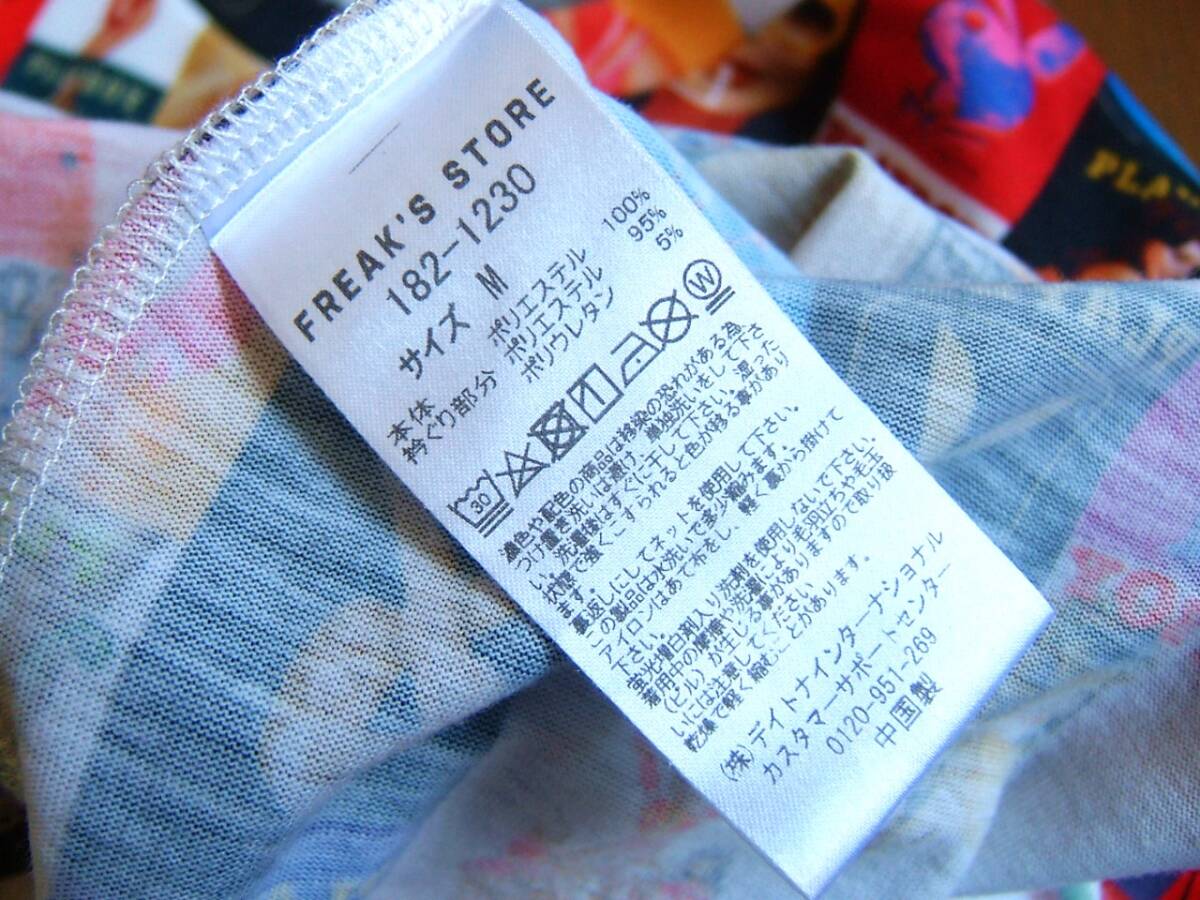 FREAK'S STORE
182-1230
サイズ M
本体 ポリエステル 100%
衿ぐり部分 ポリエステル 95%
ポリウレタン 5%
30
W
濃色や配色の商品は移染の恐れがある為
つけ置き洗いは避け、単独洗いをして下さ
い。洗濯後はすぐに干して下さい。湿った
状態で強くこすられると色が移る事があり
ます。
裏返しにしてネットを使用して下さい。
この製品は水洗いで多少縮みます。
アイロンはあて布をし、軽く裏から掛けて
下さい。
蛍光増白剤入り洗剤を使用しないで下さい。
着用中の摩擦や洗濯により毛羽立ちや毛玉
(ピル)が生じる事がありますので取り扱
いには注意してください。
乾燥で軽く縮むことがあります。
(株)デイトナインターナショナル
カスタマーサポートセンター
0120-951-269
中国製